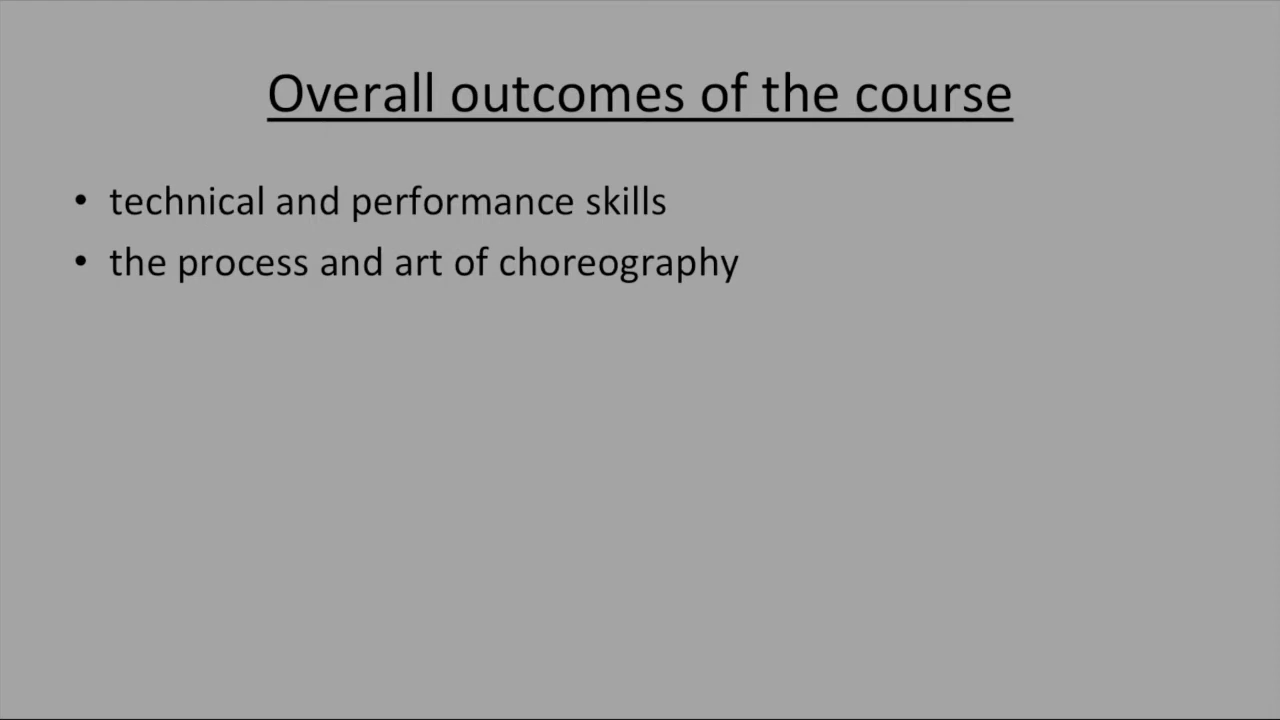 Overall outcomes of the course
• technical and performance skills
• the process and art of choreography